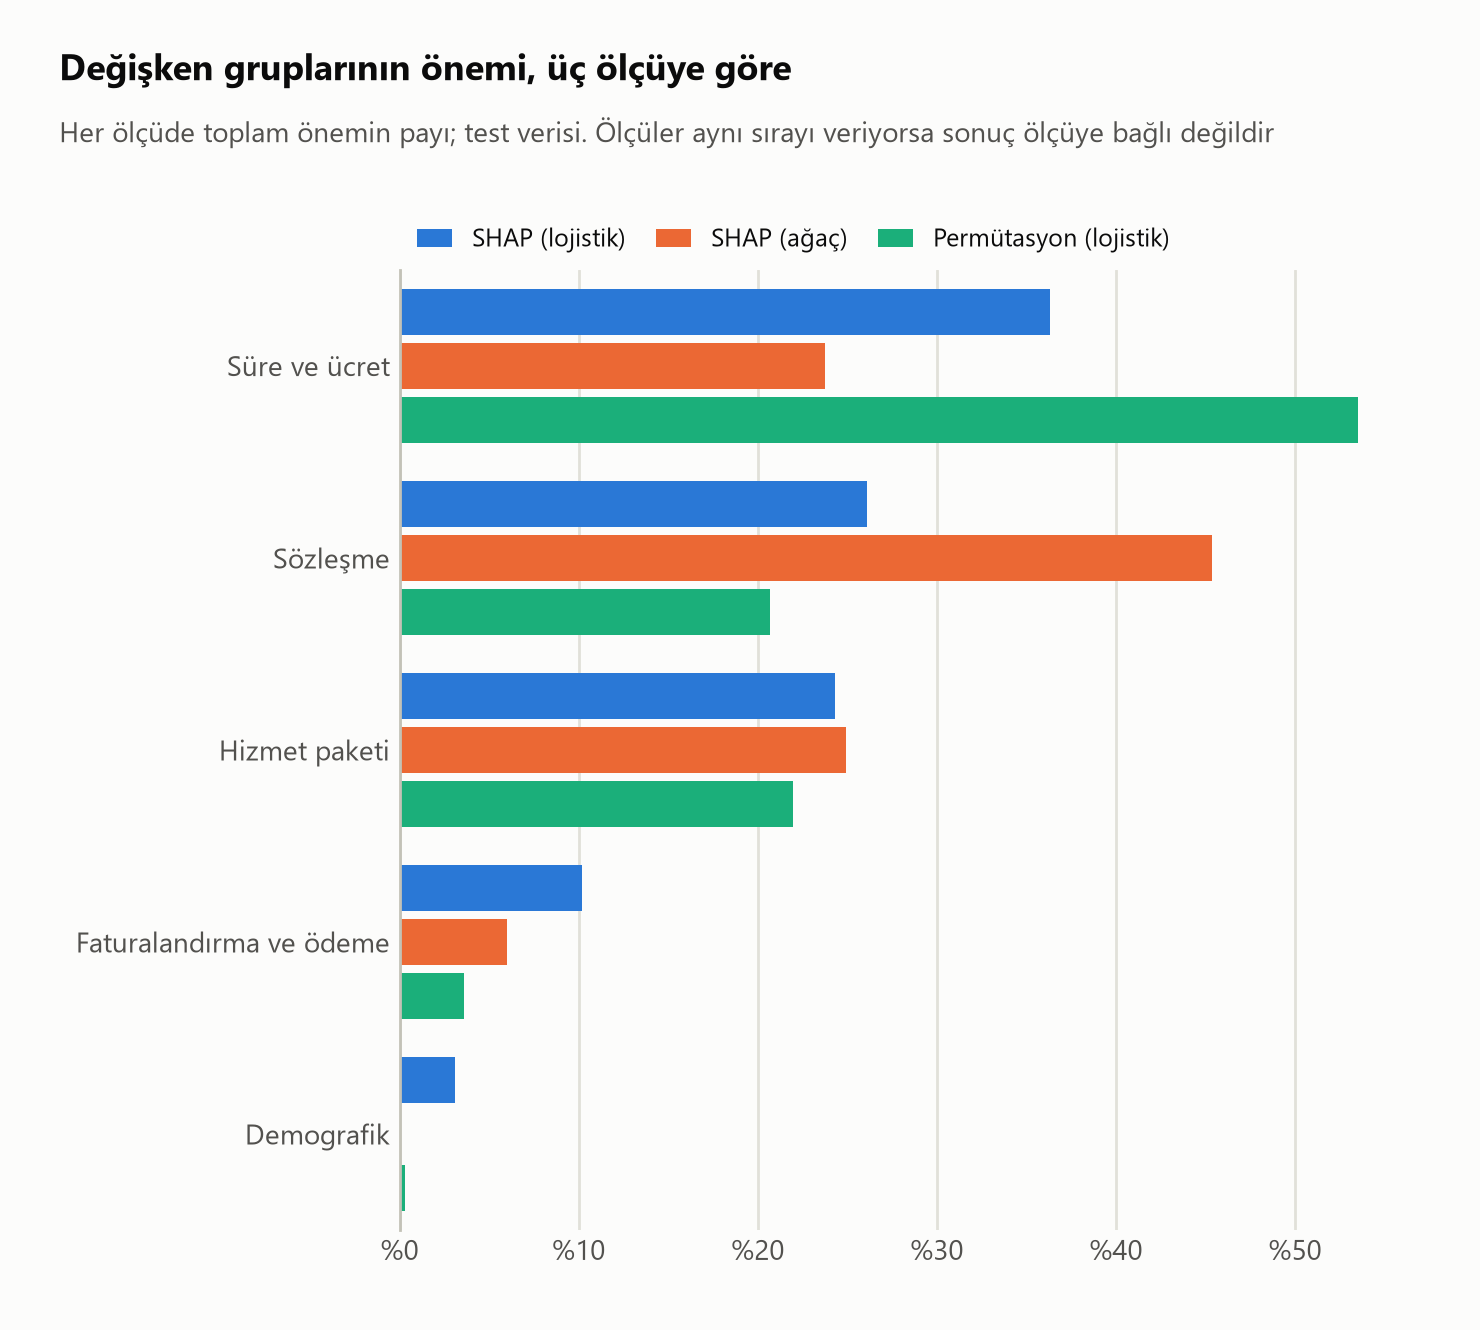 Değişken gruplarının önemi, üç ölçüye göre
Her ölçüde toplam önemin payı; test verisi. Ölçüler aynı sırayı veriyorsa sonuç ölçüye bağlı değildir
SHAP (lojistik) SHAP (ağaç) Permütasyon (lojistik)
Süre ve ücret
Sözleşme
Hizmet paketi
Faturalandırma ve ödeme
Demografik
%0 %10 %20 %30 %40 %50